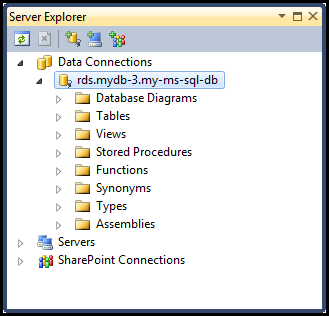 Server Explorer
Data Connections
rds.mydb-3.my-ms-sql-db
Database Diagrams
Tables
Views
Stored Procedures
Functions
Synonyms
Types
Assemblies
Servers
SharePoint Connections